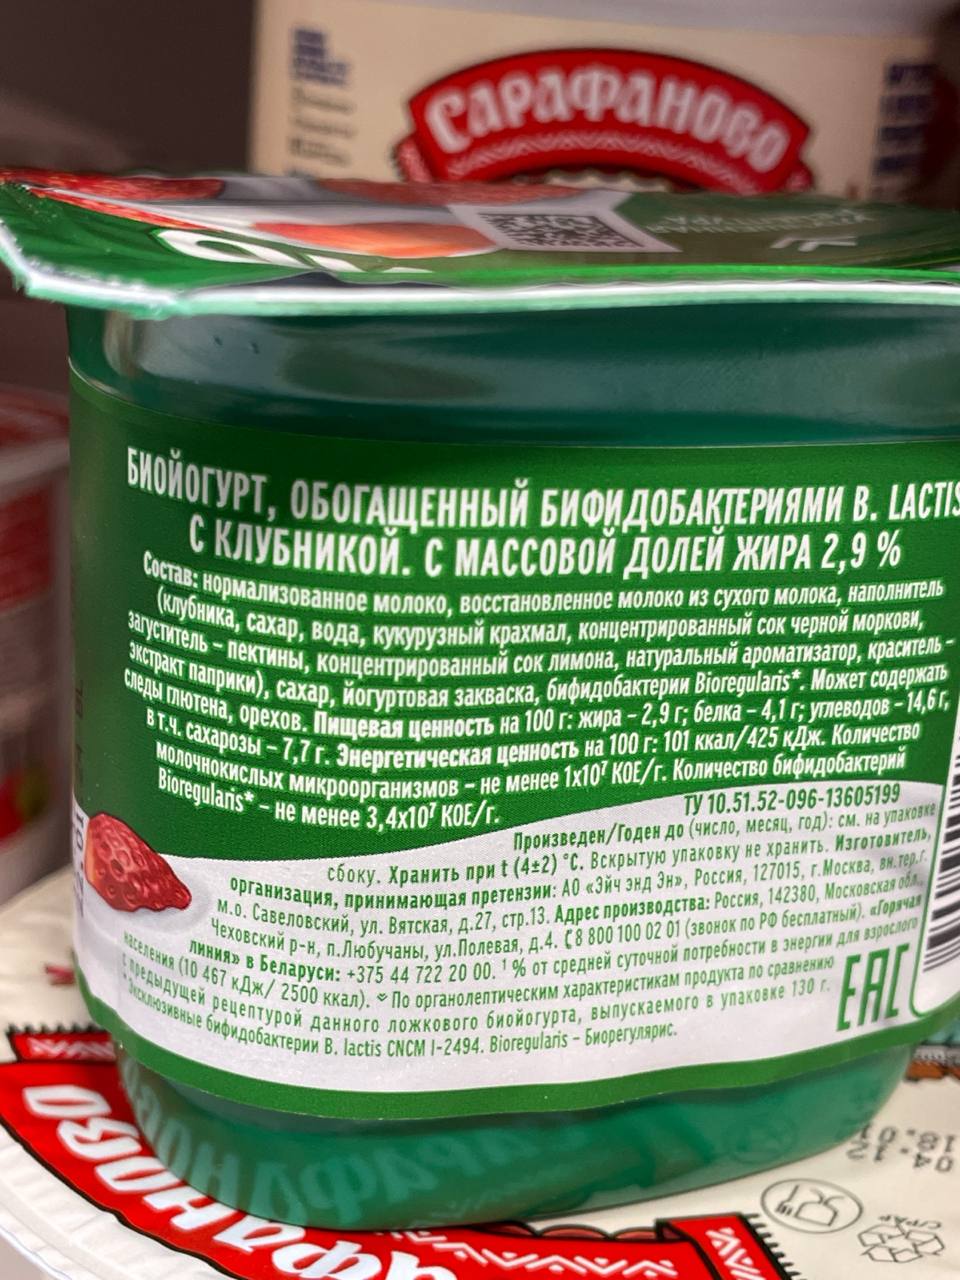 САРАФАНОВО
БИОЙОГУРТ, ОБОГАЩЕННЫЙ БИФИДОБАКТЕРИЯМИ B. LACTIS
С КЛУБНИКОЙ. С МАССОВОЙ ДОЛЕЙ ЖИРА 2,9 %
Состав: нормализованное молоко, восстановленное молоко из сухого молока, наполнитель
(клубника, сахар, вода, кукурузный крахмал, концентрированный сок черной моркови,
загуститель – пектины, концентрированный сок лимона, натуральный ароматизатор, краситель –
экстракт паприки), сахар, йогуртовая закваска, бифидобактерии Bioregularis*. Может содержать
следы глютена, орехов. Пищевая ценность на 100 г: жира – 2,9 г; белка – 4,1 г; углеводов – 14,6 г,
в т.ч. сахарозы – 7,7 г. Энергетическая ценность на 100 г: 101 ккал/425 кДж. Количество
молочнокислых микроорганизмов – не менее 1х10⁷ КОЕ/г. Количество бифидобактерий
Bioregularis* – не менее 3,4х10⁷ КОЕ/г.
ТУ 10.51.52-096-13605199
Произведен/Годен до (число, месяц, год): см. на упаковке
сбоку. Хранить при t (4±2) °C. Вскрытую упаковку не хранить. Изготовитель,
организация, принимающая претензии: АО «Эйч энд Эн», Россия, 127015, г.Москва, вн.тер.г.
м.о. Савеловский, ул. Вятская, д.27, стр.13. Адрес производства: Россия, 142380, Московская обл.,
Чеховский р-н, п.Любучаны, ул.Полевая, д.4. 8 800 100 02 01 (звонок по РФ бесплатный). «Горячая
линия» в Беларуси: +375 44 722 20 00. ¹ % от средней суточной потребности в энергии для взрослого
населения (10 467 кДж/ 2500 ккал). По органолептическим характеристикам продукта по сравнению
с предыдущей рецептурой данного ложкового биойогурта, выпускаемого в упаковке 130 г.
*Эксклюзивные бифидобактерии B. lactis CNCM I-2494. Bioregularis – Биорегулярис.
EAC